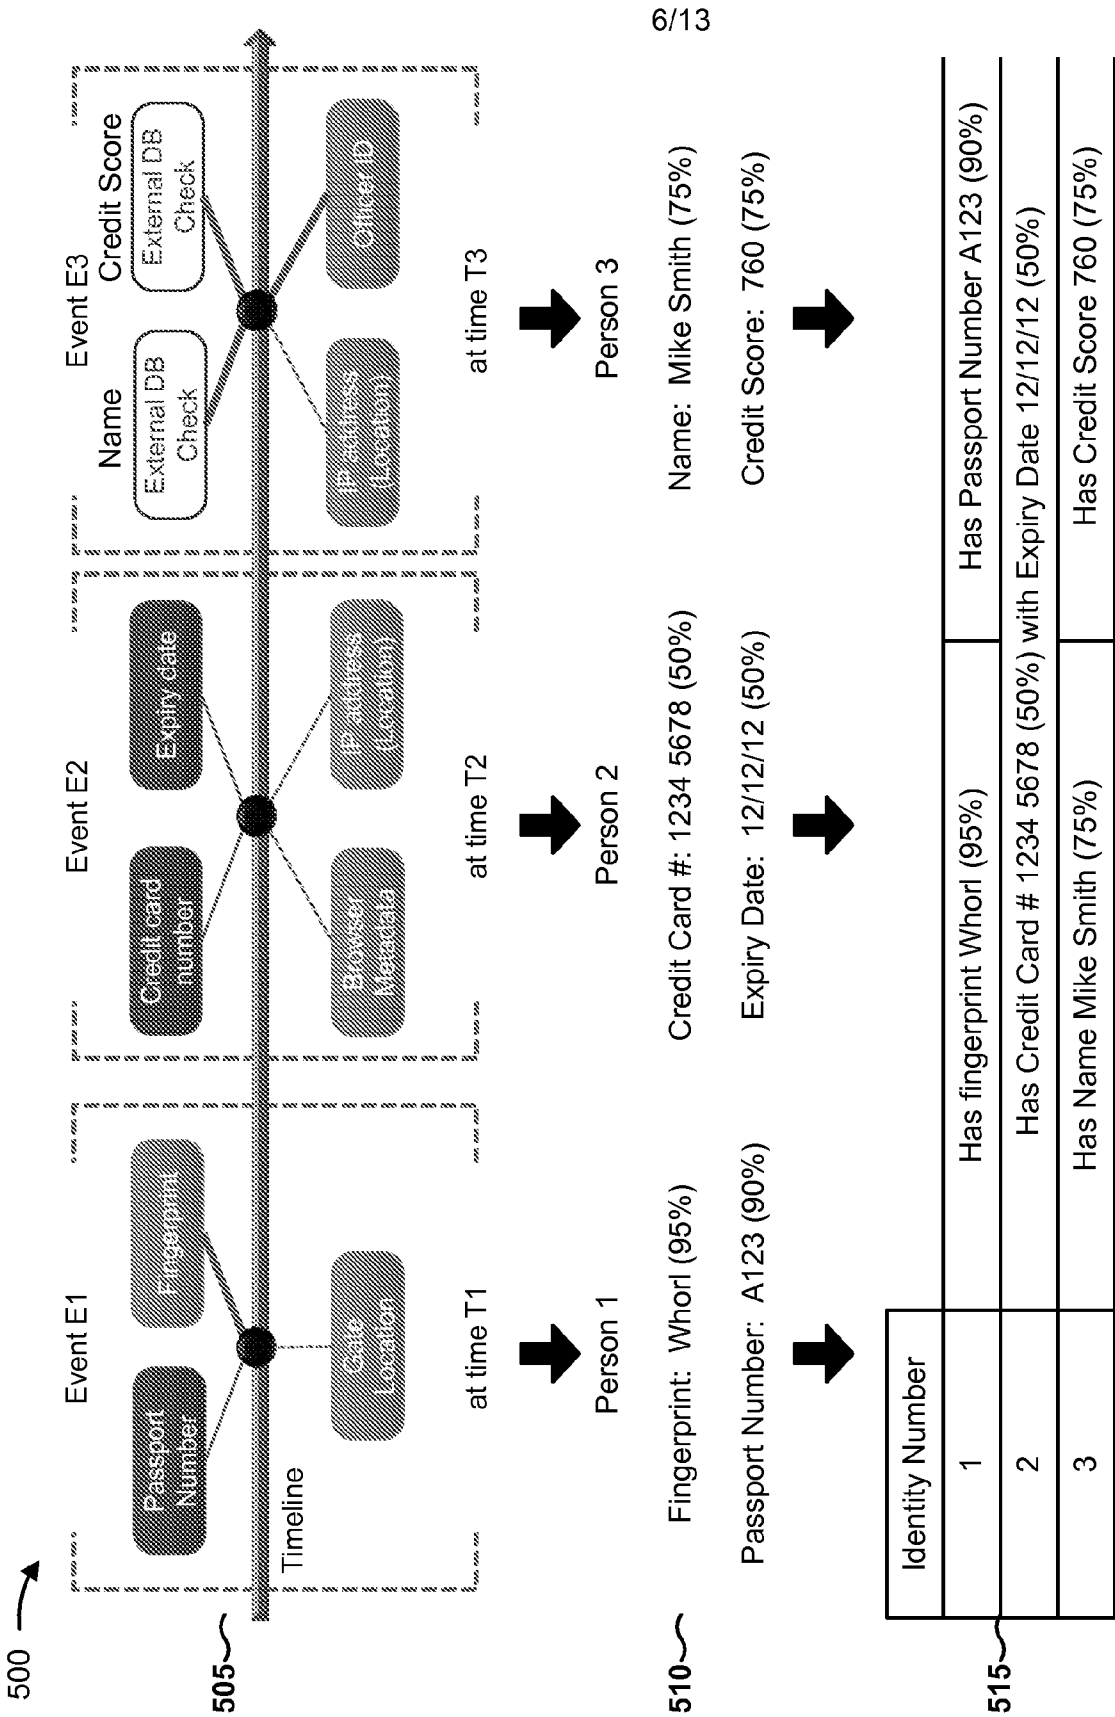 6/13
500
505
Event E1
Passport
Number
Fingerprint
Gate
Location
Timeline
at time T1
Event E2
Credit card
number
Expiry date
Browser
Metadata
IP address
(Location)
at time T2
Event E3
Name
Credit Score
External DB
Check
External DB
Check
IP address
(Location)
Officer ID
at time T3
510
Person 1
Fingerprint: Whorl (95%)
Passport Number: A123 (90%)
Person 2
Credit Card #: 1234 5678 (50%)
Expiry Date: 12/12/12 (50%)
Person 3
Name: Mike Smith (75%)
Credit Score: 760 (75%)
515
Identity Number
1 Has fingerprint Whorl (95%) Has Passport Number A123 (90%)
2 Has Credit Card # 1234 5678 (50%) with Expiry Date 12/12/12 (50%)
3 Has Name Mike Smith (75%) Has Credit Score 760 (75%)